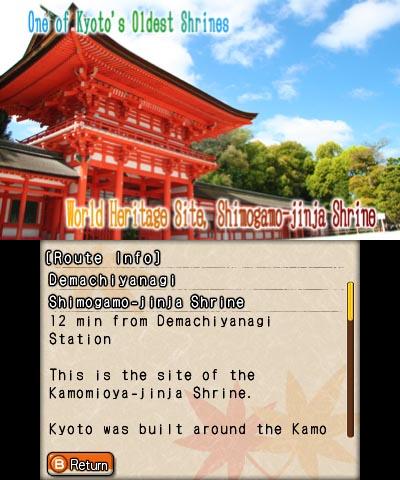 One of Kyoto's Oldest Shrines
World Heritage Site, Shimogamo-jinja Shrine
[Route Info]
Demachiyanagi
Shimogamo-jinja Shrine
12 min from Demachiyanagi
Station
This is the site of the
Kamomioya-jinja Shrine.
Kyoto was built around the Kamo
B Return